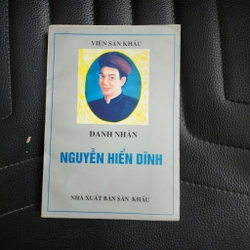 VIỆN SÂN KHẤU
DANH NHÂN
NGUYỄN HIỂN DĨNH
NHÀ XUẤT BẢN SÂN KHẤU